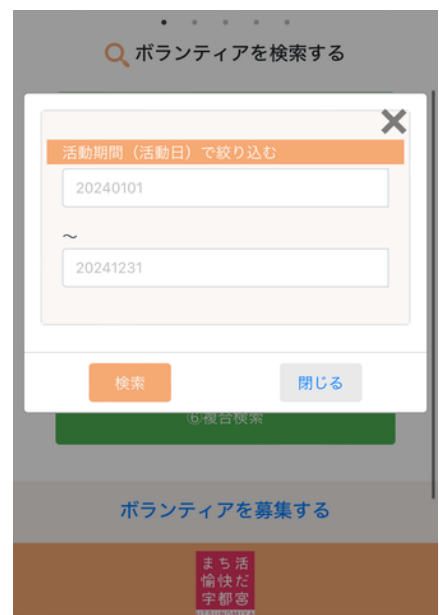 ボランティアを検索する
活動期間（活動日）で絞り込む
20240101
～
20241231
検索
閉じる
⑥複合検索
ボランティアを募集する
まち活
愉快だ
宇都宮
UTSUNOMIYA